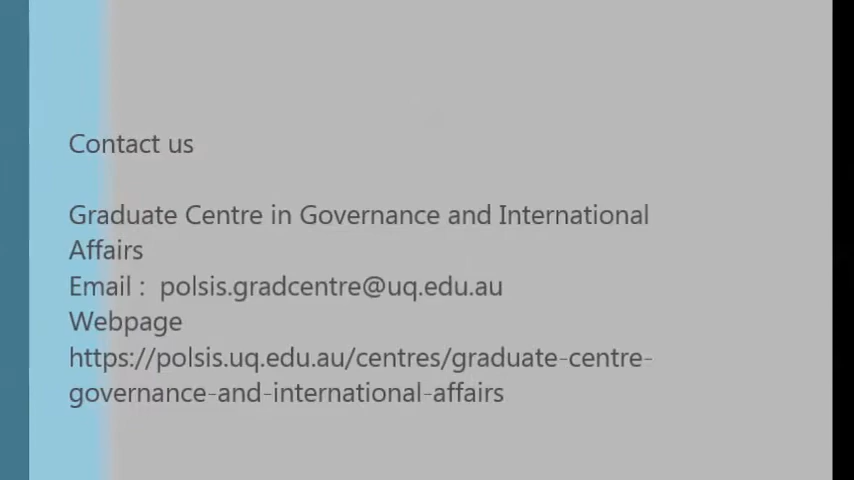 Contact us
Graduate Centre in Governance and International
Affairs
Email :  polsis.gradcentre@uq.edu.au
Webpage
https://polsis.uq.edu.au/centres/graduate-centre-
governance-and-international-affairs